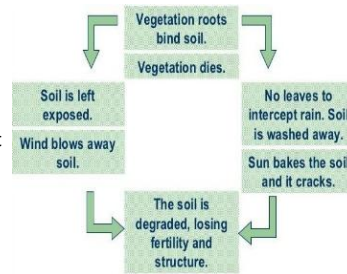 Vegetation roots
bind soil.
Vegetation dies.
Soil is left
exposed.
Wind blows away
soil.
No leaves to
intercept rain. Soil
is washed away.
Sun bakes the soil
and it cracks.
The soil is
degraded, losing
fertility and
structure.